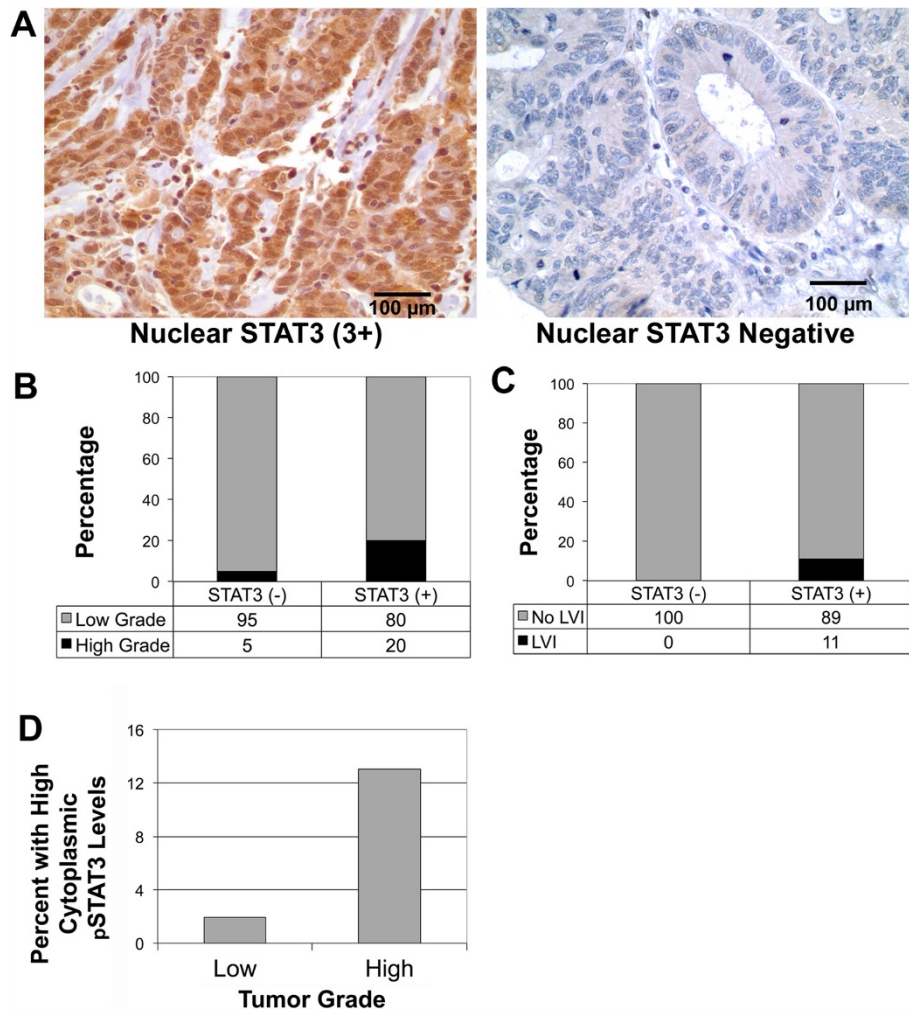 A
100 µm
100 µm
Nuclear STAT3 (3+)
Nuclear STAT3 Negative
B
Percentage
100
80
60
40
20
0
STAT3 (-)
STAT3 (+)
Low Grade
95
80
High Grade
5
20
C
Percentage
100
80
60
40
20
0
STAT3 (-)
STAT3 (+)
No LVI
100
89
LVI
0
11
D
Percent with High
Cytoplasmic
pSTAT3 Levels
16
12
8
4
0
Low
High
Tumor Grade